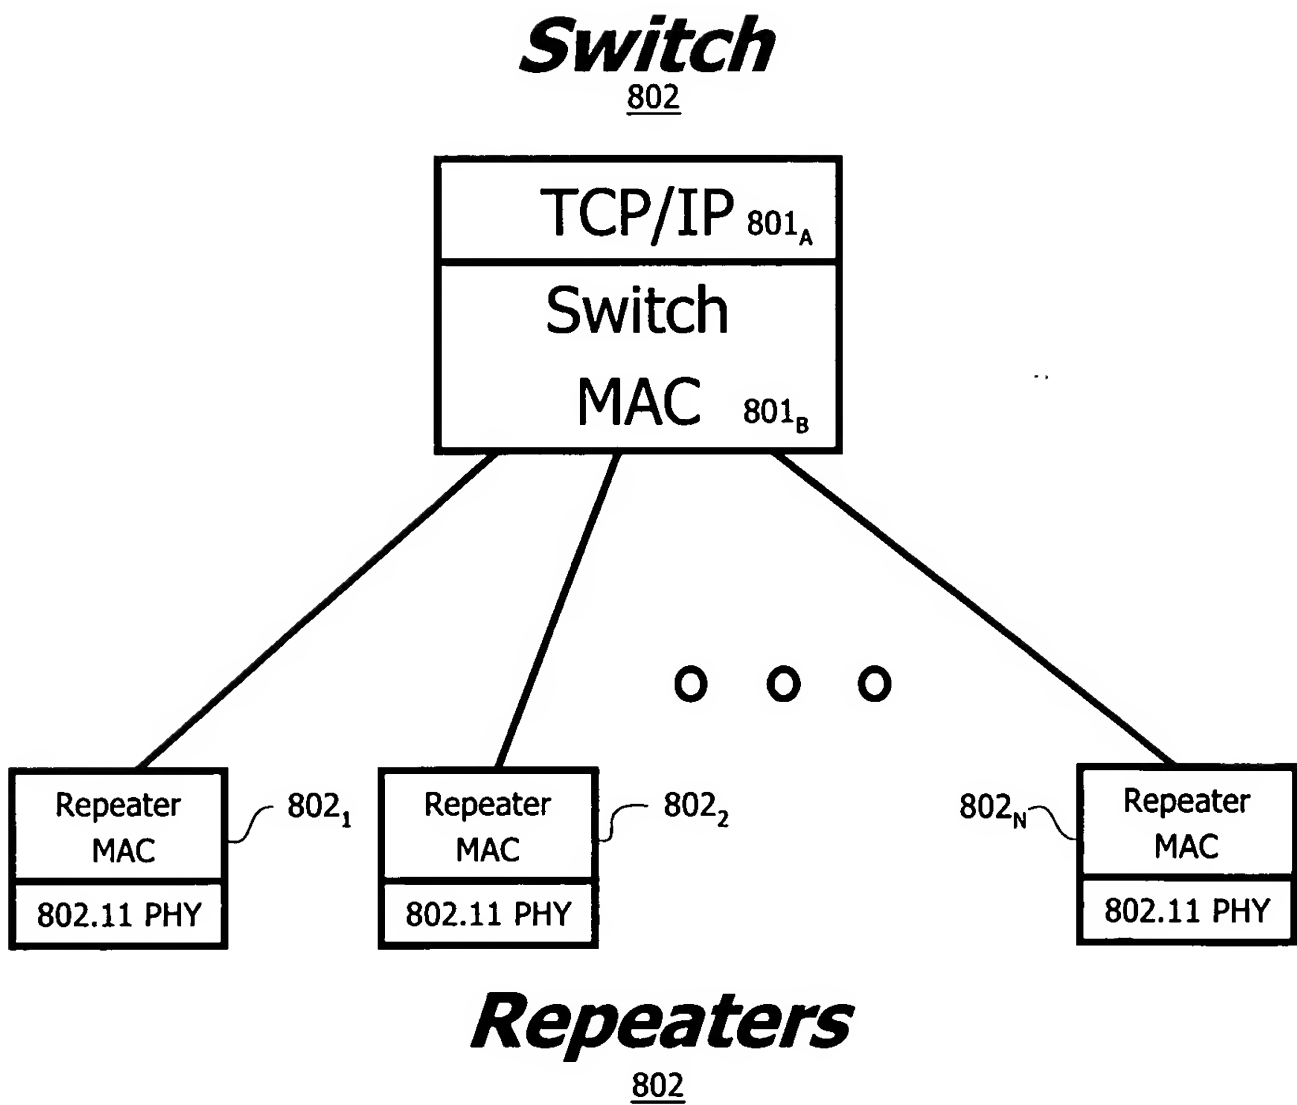 Switch
802
TCP/IP 801A
Switch
MAC 801B
Repeater
MAC
802.11 PHY
8021
Repeater
MAC
802.11 PHY
8022
802N
Repeater
MAC
802.11 PHY
Repeaters
802